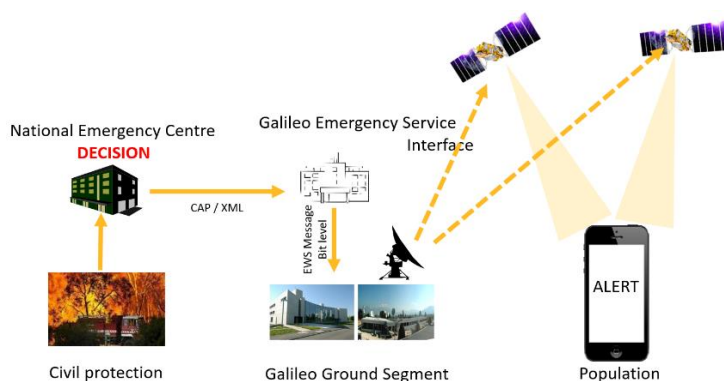 National Emergency Centre
DECISION
Galileo Emergency Service
Interface
CAP / XML
EWS Message
Bit level
ALERT
Civil protection
Galileo Ground Segment
Population